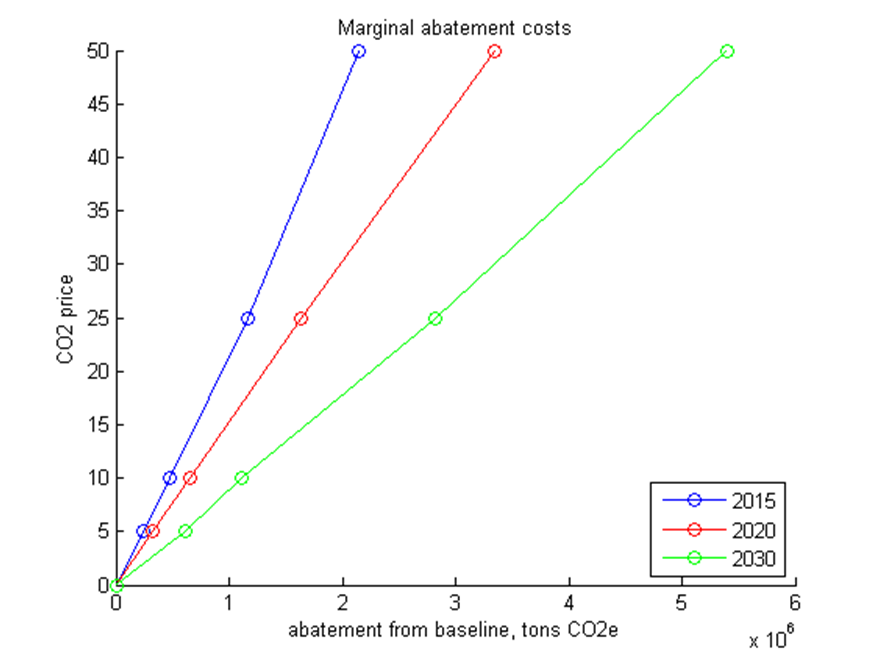 Marginal abatement costs
50
45
40
35
30
25
20
15
10
5
0
CO2 price
0 1 2 3 4 5 6
abatement from baseline, tons CO2e
x 10^6
2015
2020
2030